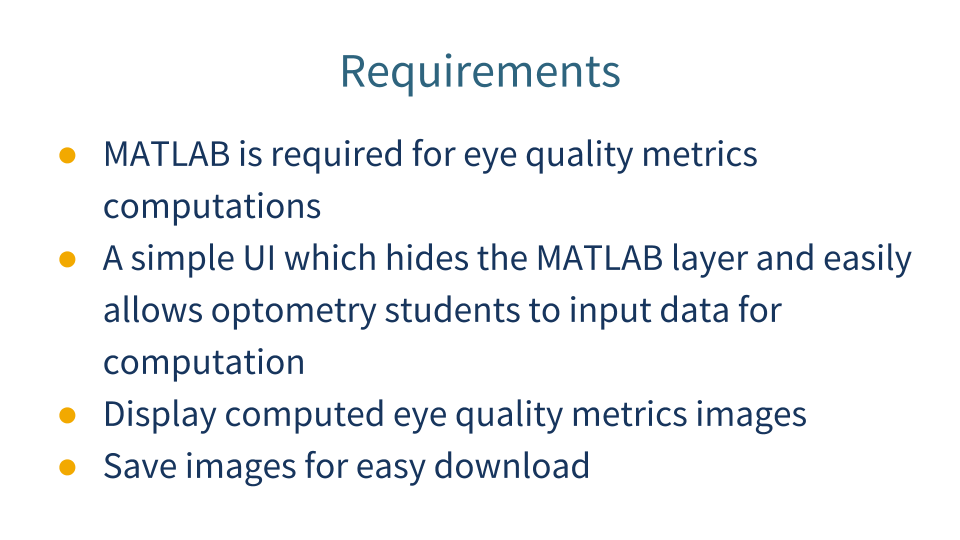 Requirements
● MATLAB is required for eye quality metrics
computations
● A simple UI which hides the MATLAB layer and easily
allows optometry students to input data for
computation
● Display computed eye quality metrics images
● Save images for easy download